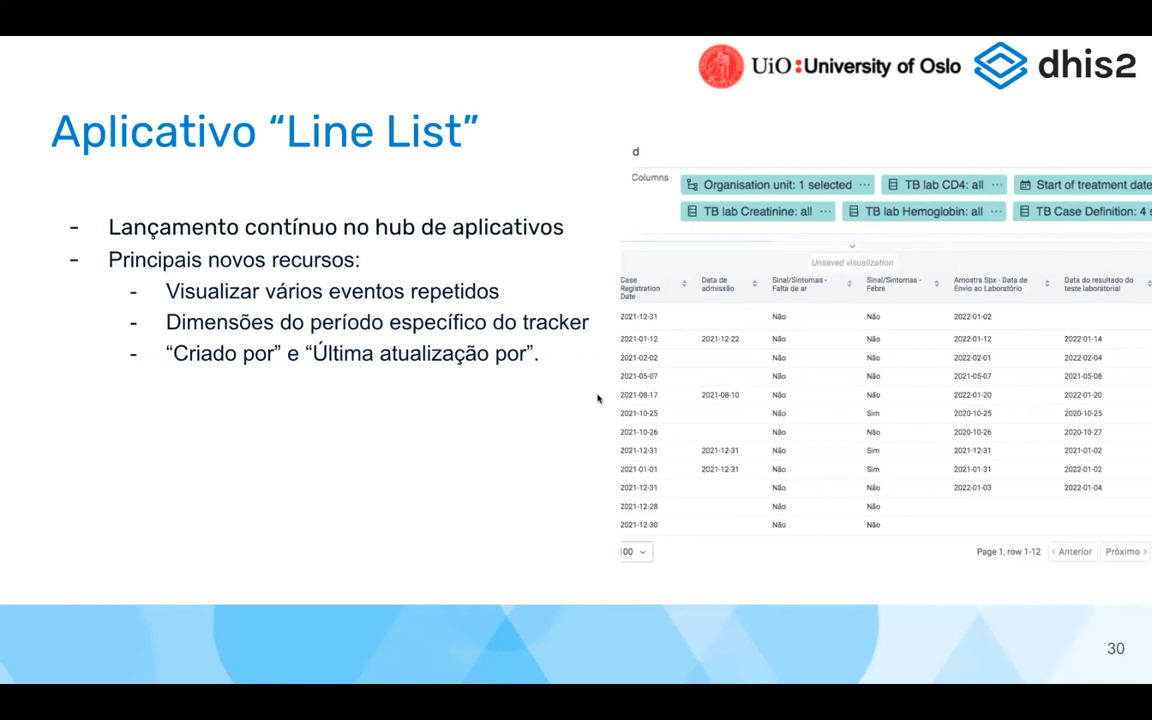 UiO:University of Oslo
dhis2
Aplicativo “Line List”
- Lançamento contínuo no hub de aplicativos
- Principais novos recursos:
- Visualizar vários eventos repetidos
- Dimensões do período específico do tracker
- “Criado por” e “Última atualização por”.
d
Columns
Organisation unit: 1 selected ···
TB lab CD4: all ···
Start of treatment date
TB lab Creatinine: all ···
TB lab Hemoglobin: all ···
TB Case Definition: 4 s
Unsaved visualization
Case Registration Date Data de admissão Sinal/Sintomas - Falta de ar Sinal/Sintomas - Febre Amostra Spx - Data de Envio ao Laboratório Data do resultado do teste laboratorial
2021-12-31 Não Não 2022-01-02
2021-01-12 2021-12-22 Não Não 2022-01-12 2022-01-14
2021-02-02 Não Não 2022-02-01 2022-02-04
2021-05-07 Não Não 2021-05-07 2021-05-08
2021-08-17 2021-08-10 Não Não 2022-01-20 2022-01-20
2021-10-25 Não Sim 2020-10-25 2020-10-25
2021-10-26 Não Não 2020-10-26 2020-10-27
2021-12-31 2021-12-31 Não Sim 2021-12-31 2021-01-02
2021-01-01 2021-12-31 Não Sim 2021-01-31 2022-01-02
2021-12-31 Não Não 2022-01-03 2022-01-04
2021-12-28 Não Não
2021-12-30 Não Não
100
Page 1, row 1-12
Anterior
Próximo
30